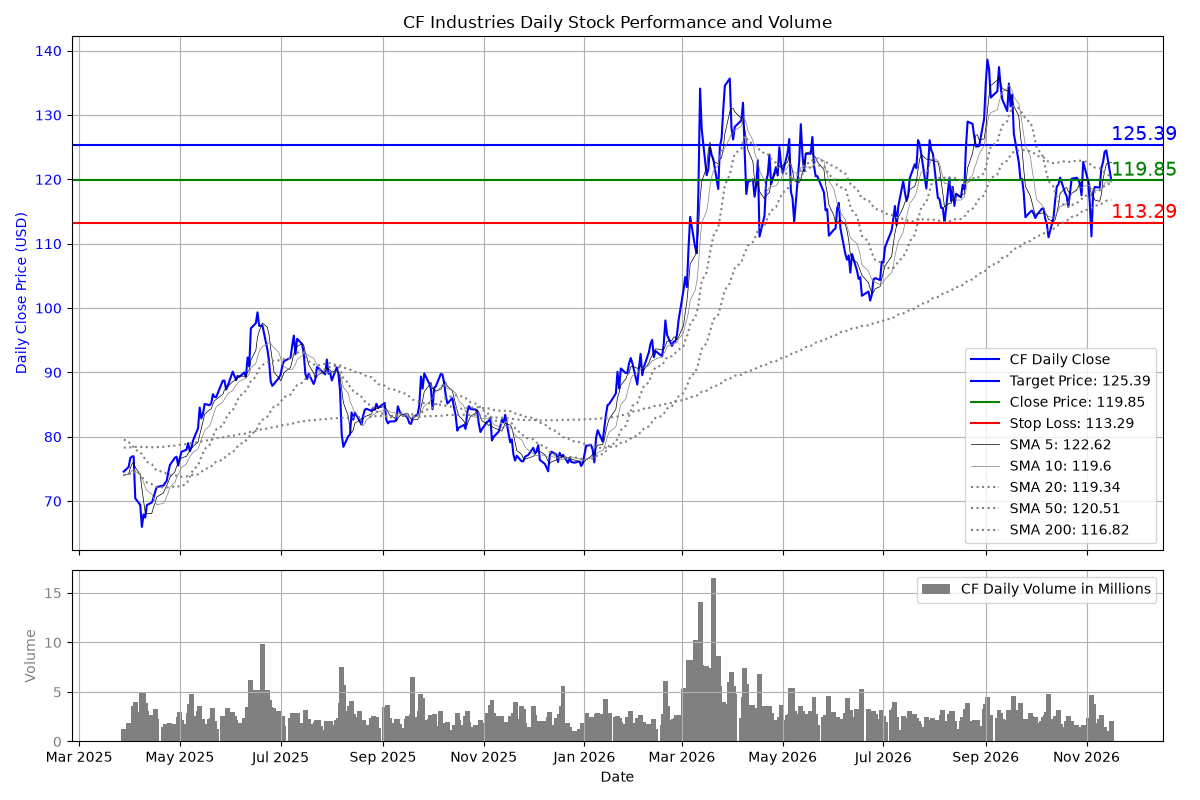 CF Industries Daily Stock Performance and Volume
140
130
120
110
100
90
80
70
Daily Close Price (USD)
125.39
119.85
113.29
CF Daily Close
Target Price: 125.39
Close Price: 119.85
Stop Loss: 113.29
SMA 5: 122.62
SMA 10: 119.6
SMA 20: 119.34
SMA 50: 120.51
SMA 200: 116.82
15
10
5
0
Volume
CF Daily Volume in Millions
Mar 2025 May 2025 Jul 2025 Sep 2025 Nov 2025 Jan 2026 Mar 2026 May 2026 Jul 2026 Sep 2026 Nov 2026
Date